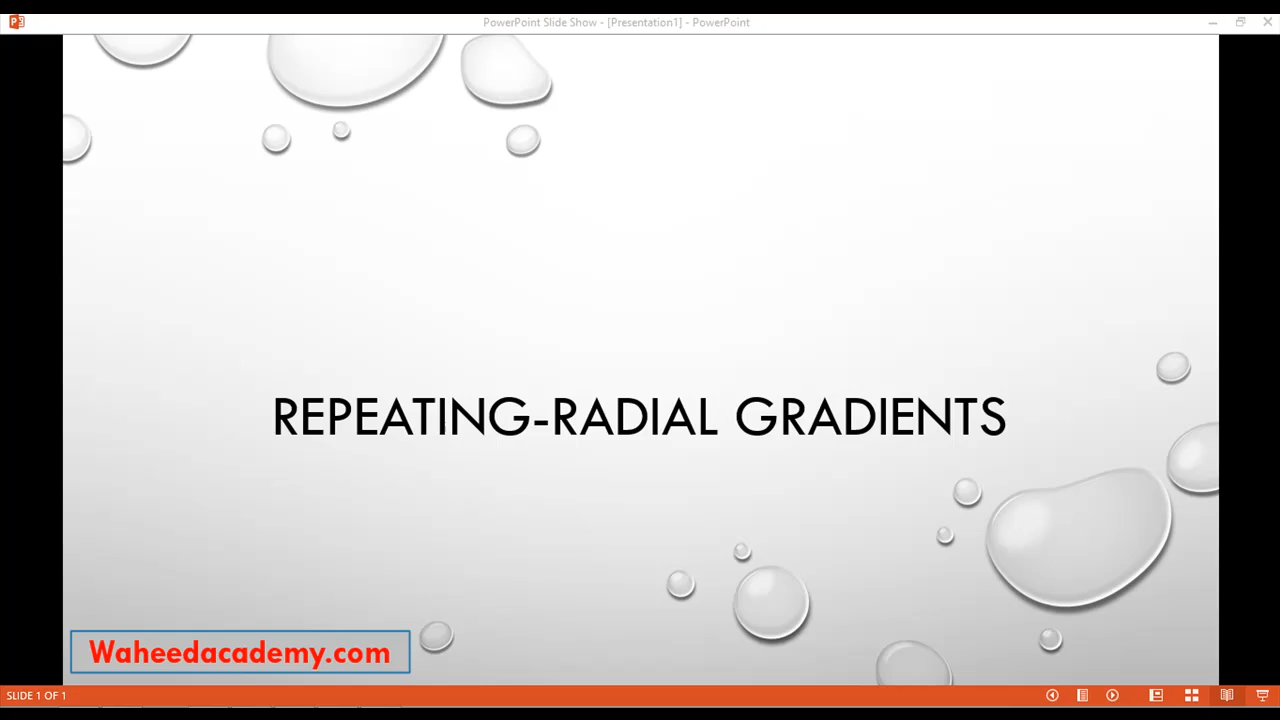 PowerPoint Slide Show - [Presentation1] - PowerPoint
REPEATING-RADIAL GRADIENTS
Waheedacademy.com
SLIDE 1 OF 1